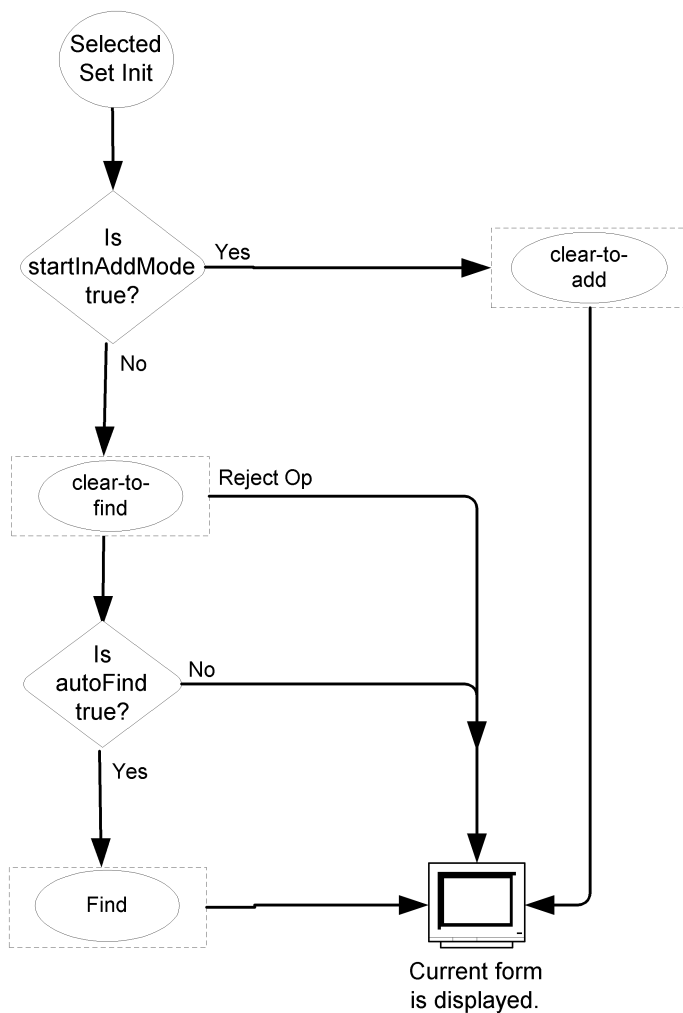 Selected
Set Init
Is
startInAddMode
true?
Yes
clear-to-
add
No
clear-to-
find
Reject Op
Is
autoFind
true?
No
Yes
Find
Current form
is displayed.